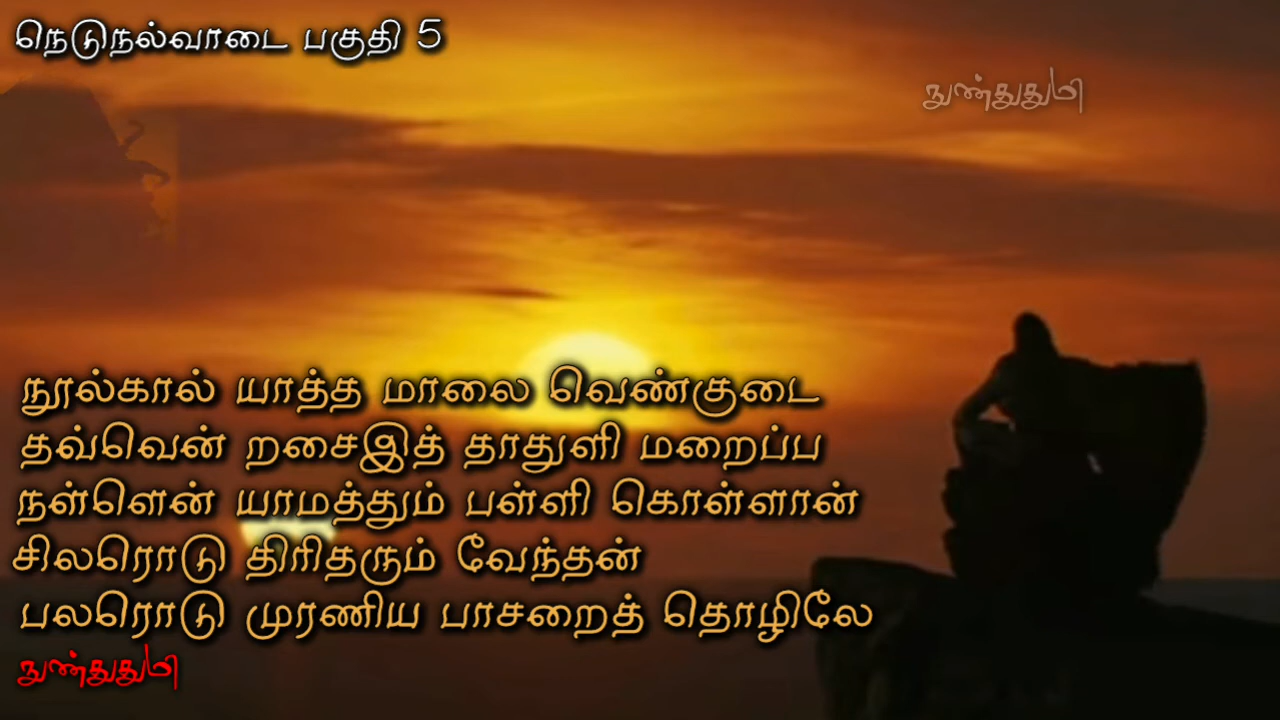 நெடுநல்வாடை பகுதி 5
நுண்துதுமி
நூல்கால் யாத்த மாலை வெண்குடை
தவ்வென் றசைஇத் தாதுளி மறைப்ப
நள்ளென் யாமத்தும் பள்ளி கொள்ளான்
சிலரொடு திரிதரும் வேந்தன்
பலரொடு முரணிய பாசறைத் தொழிலே
நுண்துதுமி